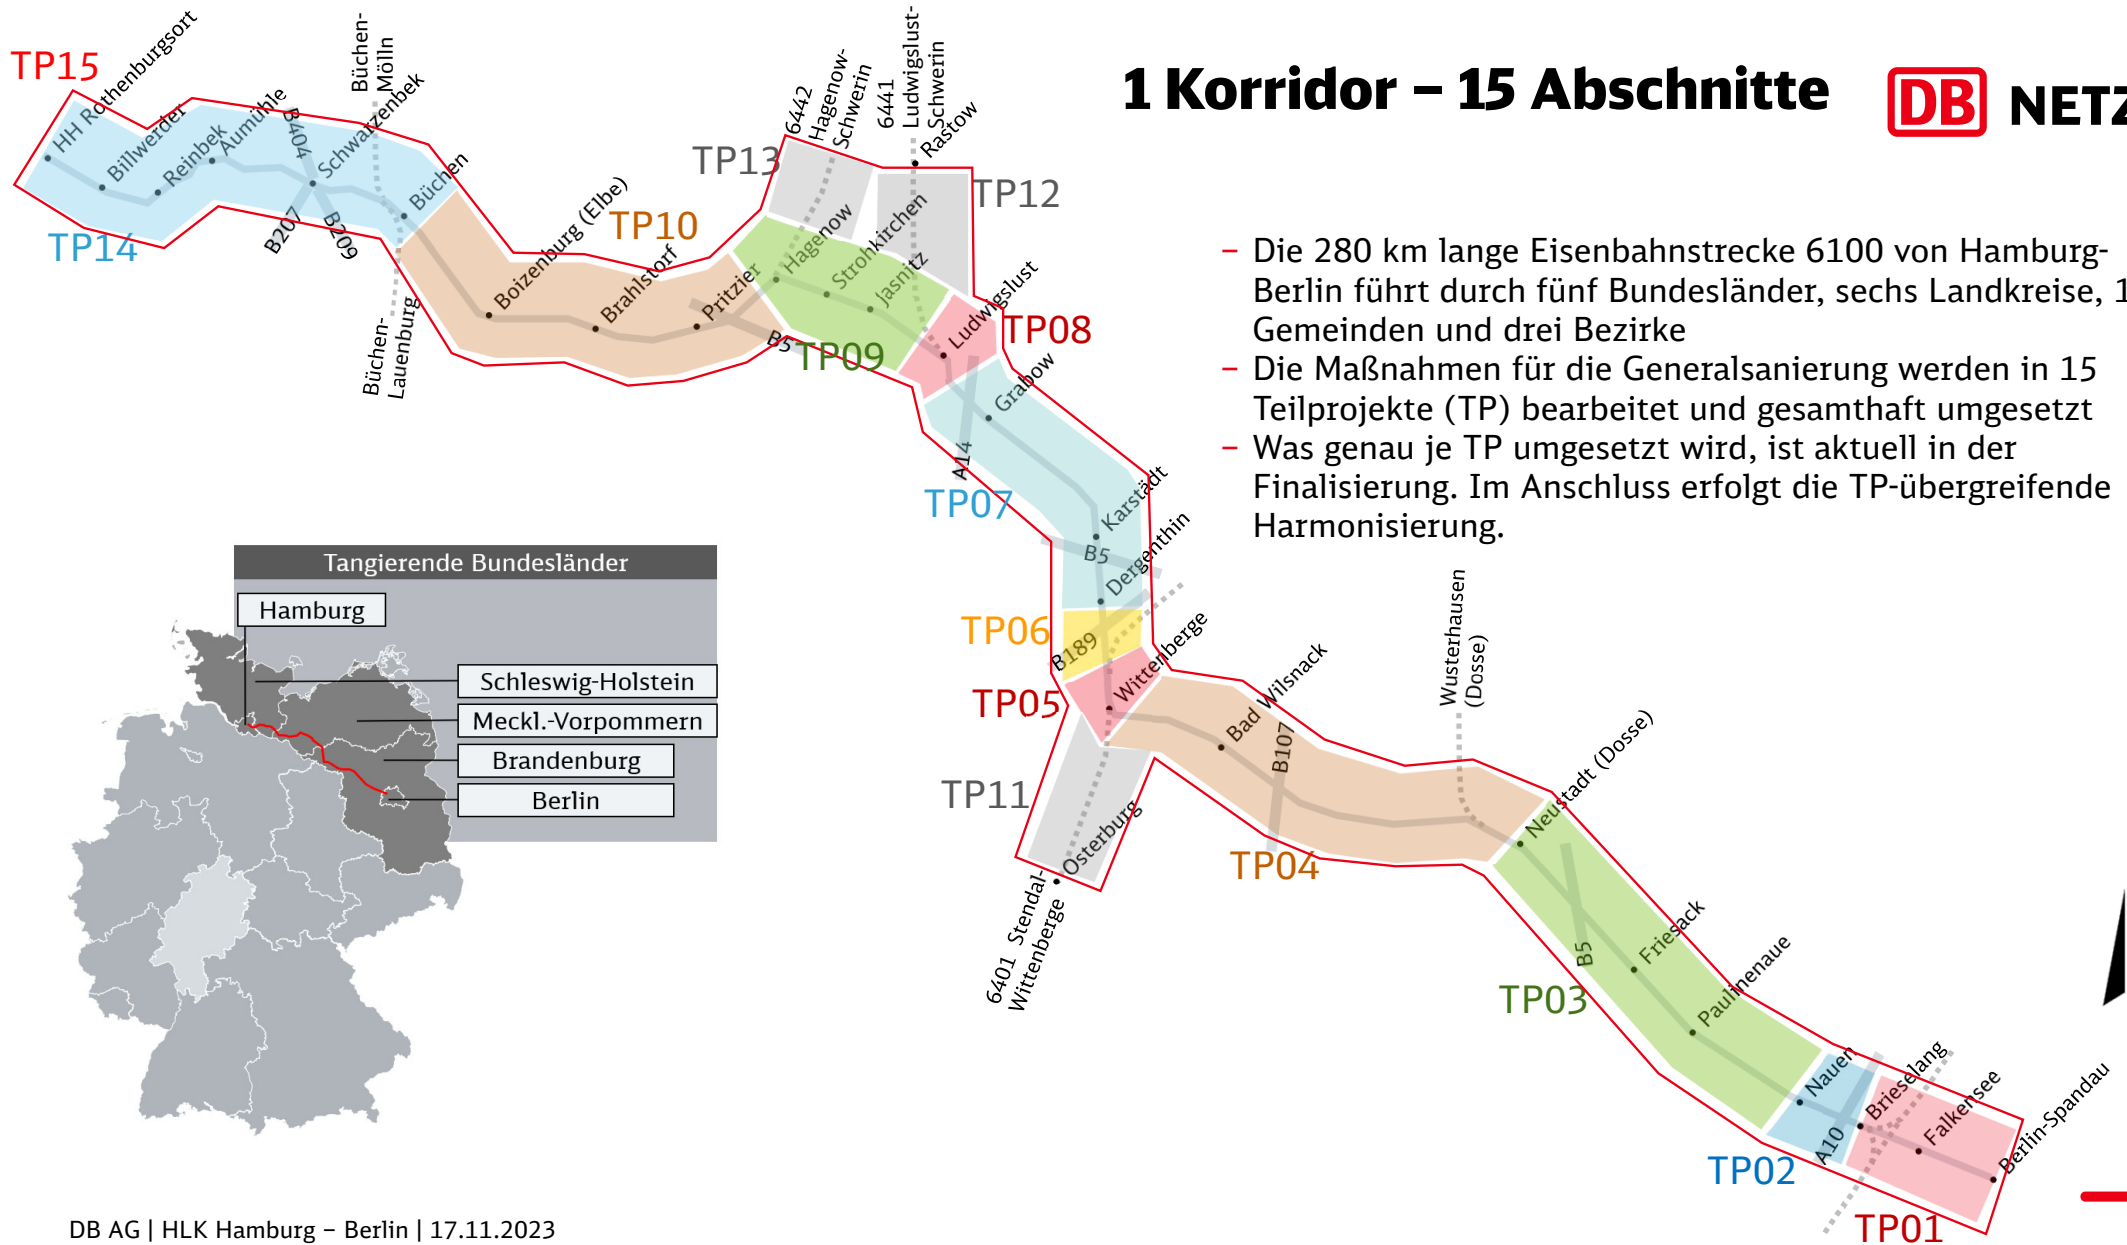 1 Korridor – 15 Abschnitte
DB NETZ
– Die 280 km lange Eisenbahnstrecke 6100 von Hamburg-
Berlin führt durch fünf Bundesländer, sechs Landkreise, 1
Gemeinden und drei Bezirke
– Die Maßnahmen für die Generalsanierung werden in 15
Teilprojekte (TP) bearbeitet und gesamthaft umgesetzt
– Was genau je TP umgesetzt wird, ist aktuell in der
Finalisierung. Im Anschluss erfolgt die TP-übergreifende
Harmonisierung.
TP15
HH Rothenburgsort
Billwerder
Reinbek
Aumühle
B404
Schwarzenbek
Büchen-
Mölln
Büchen
TP14
B207
B209
Büchen-
Lauenburg
TP10
Boizenburg (Elbe)
Brahlstorf
Pritzier
B5
TP13
6442
Hagenow-
Schwerin
6441
Ludwigslust-
Schwerin
Rastow
TP12
Hagenow
Strohkirchen
Jasnitz
TP09
Ludwigslust
TP08
Grabow
A14
TP07
Karstädt
B5
Dergenthin
TP06
B189
Wittenberge
TP05
TP11
Osterburg
6401 Stendal-
Wittenberge
Bad Wilsnack
B107
TP04
Wusterhausen
(Dosse)
Neustadt (Dosse)
B5
Friesack
TP03
Paulinenaue
Nauen
TP02
A10
Brieselang
Falkensee
Berlin-Spandau
TP01
Tangierende Bundesländer
Hamburg
Schleswig-Holstein
Meckl.-Vorpommern
Brandenburg
Berlin
DB AG | HLK Hamburg – Berlin | 17.11.2023